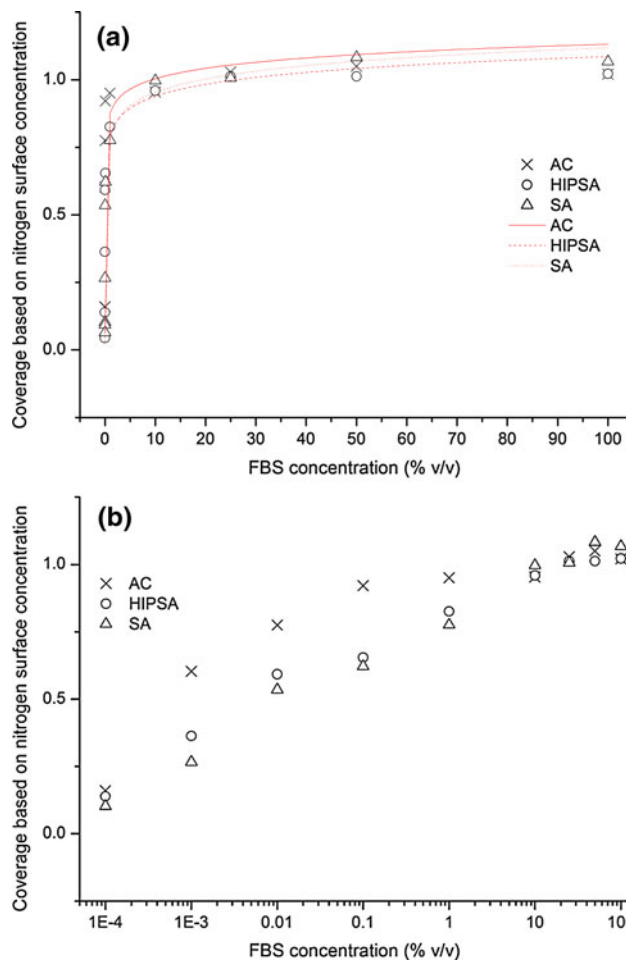 (a)
Coverage based on nitrogen surface concentration
1.0
0.5
0.0
AC
HIPSA
SA
AC
HIPSA
SA
0 10 20 30 40 50 60 70 80 90 100
FBS concentration (% v/v)
(b)
Coverage based on nitrogen surface concentration
AC
HIPSA
SA
1.0
0.5
0.0
1E-4 1E-3 0.01 0.1 1 10 10
FBS concentration (% v/v)